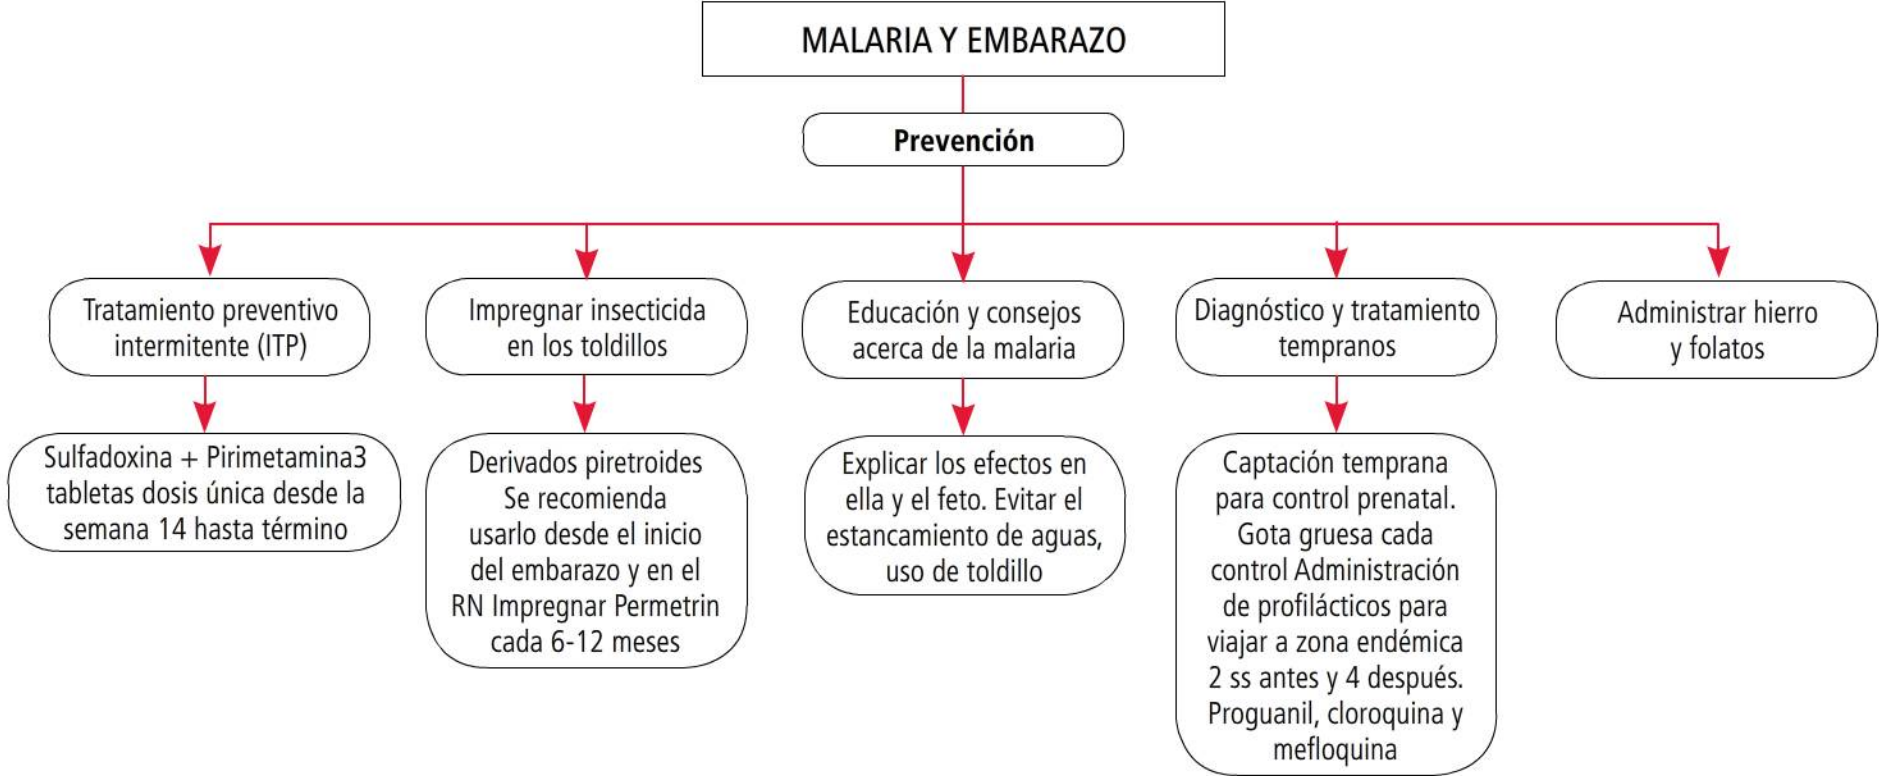 MALARIA Y EMBARAZO
Prevención
Tratamiento preventivo
intermitente (ITP)
Impregnar insecticida
en los toldillos
Educación y consejos
acerca de la malaria
Diagnóstico y tratamiento
tempranos
Administrar hierro
y folatos
Sulfadoxina + Pirimetamina3
tabletas dosis única desde la
semana 14 hasta término
Derivados piretroides
Se recomienda
usarlo desde el inicio
del embarazo y en el
RN Impregnar Permetrin
cada 6-12 meses
Explicar los efectos en
ella y el feto. Evitar el
estancamiento de aguas,
uso de toldillo
Captación temprana
para control prenatal.
Gota gruesa cada
control Administración
de profilácticos para
viajar a zona endémica
2 ss antes y 4 después.
Proguanil, cloroquina y
mefloquina